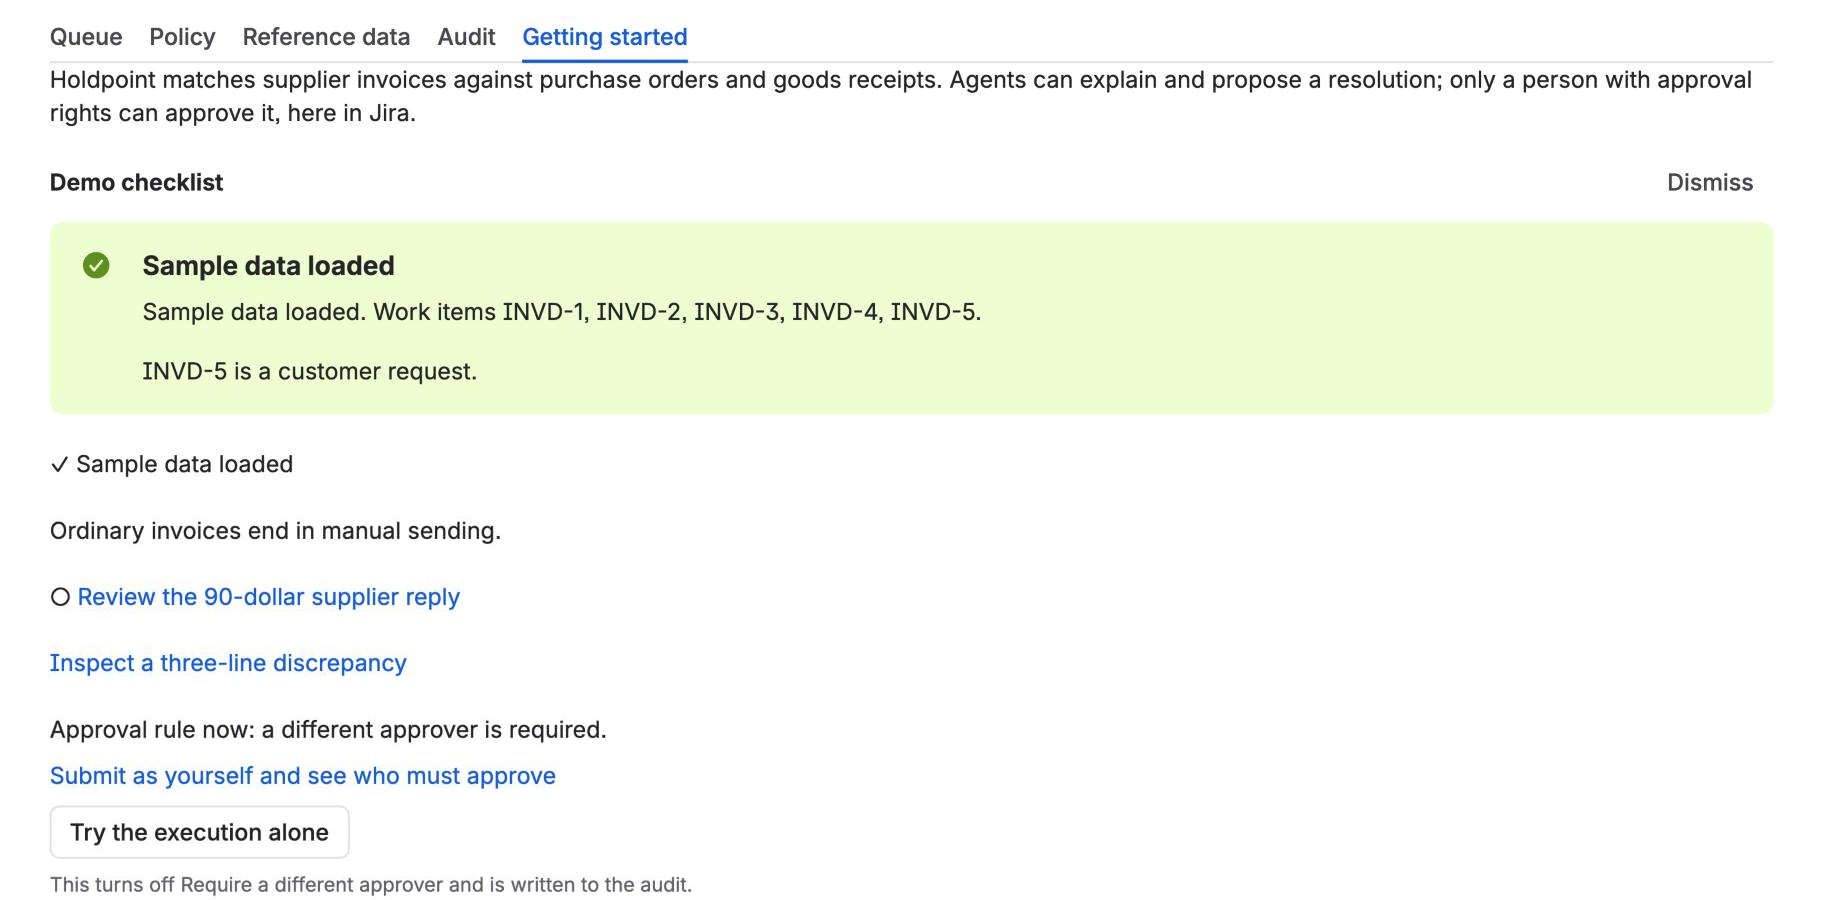 Queue Policy Reference data Audit Getting started
Holdpoint matches supplier invoices against purchase orders and goods receipts. Agents can explain and propose a resolution; only a person with approval
rights can approve it, here in Jira.
Demo checklist
Dismiss
Sample data loaded
Sample data loaded. Work items INVD-1, INVD-2, INVD-3, INVD-4, INVD-5.
INVD-5 is a customer request.
✓ Sample data loaded
Ordinary invoices end in manual sending.
Review the 90-dollar supplier reply
Inspect a three-line discrepancy
Approval rule now: a different approver is required.
Submit as yourself and see who must approve
Try the execution alone
This turns off Require a different approver and is written to the audit.